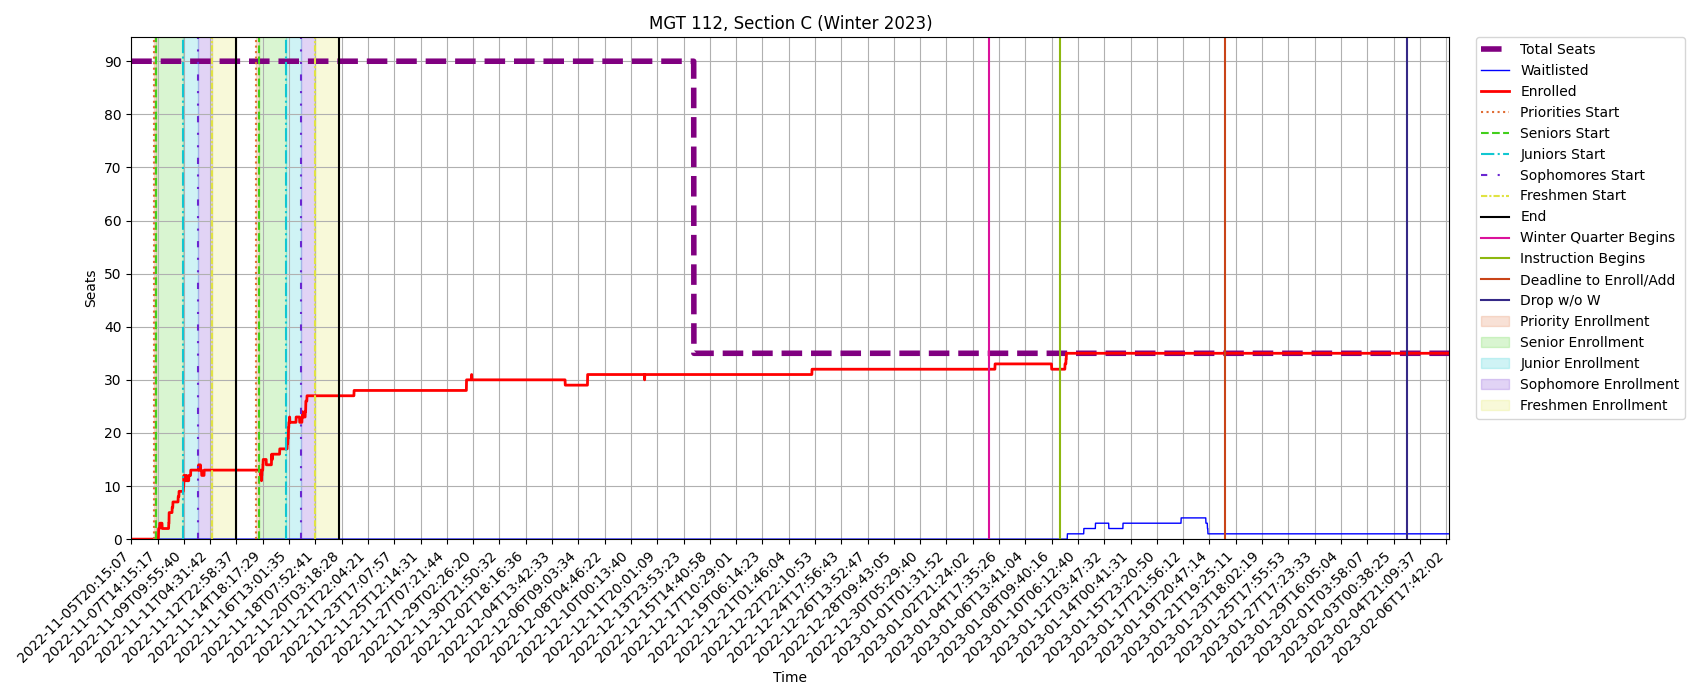 MGT 112, Section C (Winter 2023)
Seats
90
80
70
60
50
40
30
20
10
0
2022-11-05T20:15:07
2022-11-07T14:15:17
2022-11-09T09:55:40
2022-11-11T04:31:42
2022-11-12T22:58:37
2022-11-14T18:17:29
2022-11-16T13:01:35
2022-11-18T07:52:41
2022-11-20T03:18:28
2022-11-21T22:04:21
2022-11-23T17:07:57
2022-11-25T12:14:31
2022-11-27T07:21:44
2022-11-29T02:26:20
2022-11-30T21:50:32
2022-12-02T18:16:36
2022-12-04T13:42:33
2022-12-06T09:03:34
2022-12-08T04:46:22
2022-12-10T00:13:40
2022-12-11T20:01:09
2022-12-13T23:53:23
2022-12-15T14:40:58
2022-12-17T10:29:01
2022-12-19T06:14:23
2022-12-21T01:46:04
2022-12-22T22:10:53
2022-12-24T17:56:43
2022-12-26T13:52:47
2022-12-28T09:43:05
2022-12-30T05:29:40
2023-01-01T01:31:52
2023-01-02T21:24:02
2023-01-04T17:35:26
2023-01-06T13:41:04
2023-01-08T09:40:16
2023-01-10T06:12:40
2023-01-12T03:47:32
2023-01-14T00:41:31
2023-01-15T23:20:50
2023-01-17T21:56:12
2023-01-19T20:47:14
2023-01-21T19:25:11
2023-01-23T18:02:19
2023-01-25T17:55:53
2023-01-27T17:23:33
2023-01-29T16:05:04
2023-02-01T03:58:07
2023-02-03T00:38:25
2023-02-04T21:09:37
2023-02-06T17:42:02
Time
Total Seats
Waitlisted
Enrolled
Priorities Start
Seniors Start
Juniors Start
Sophomores Start
Freshmen Start
End
Winter Quarter Begins
Instruction Begins
Deadline to Enroll/Add
Drop w/o W
Priority Enrollment
Senior Enrollment
Junior Enrollment
Sophomore Enrollment
Freshmen Enrollment